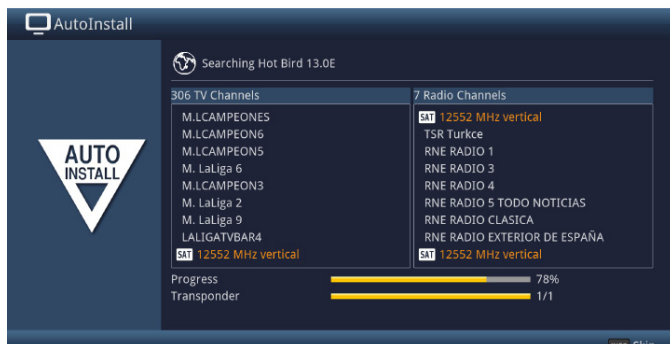 AutoInstall
Searching Hot Bird 13.0E
306 TV Channels
M.LCAMPEONES
M.LCAMPEON6
M.LCAMPEON5
M. LaLiga 6
M.LCAMPEON3
M. LaLiga 2
M. LaLiga 9
LALIGATVBAR4
SAT 12552 MHz vertical
7 Radio Channels
SAT 12552 MHz vertical
TSR Turkce
RNE RADIO 1
RNE RADIO 3
RNE RADIO 4
RNE RADIO 5 TODO NOTICIAS
RNE RADIO CLASICA
RNE RADIO EXTERIOR DE ESPAÑA
SAT 12552 MHz vertical
AUTO
INSTALL
Progress 78%
Transponder 1/1
Skip